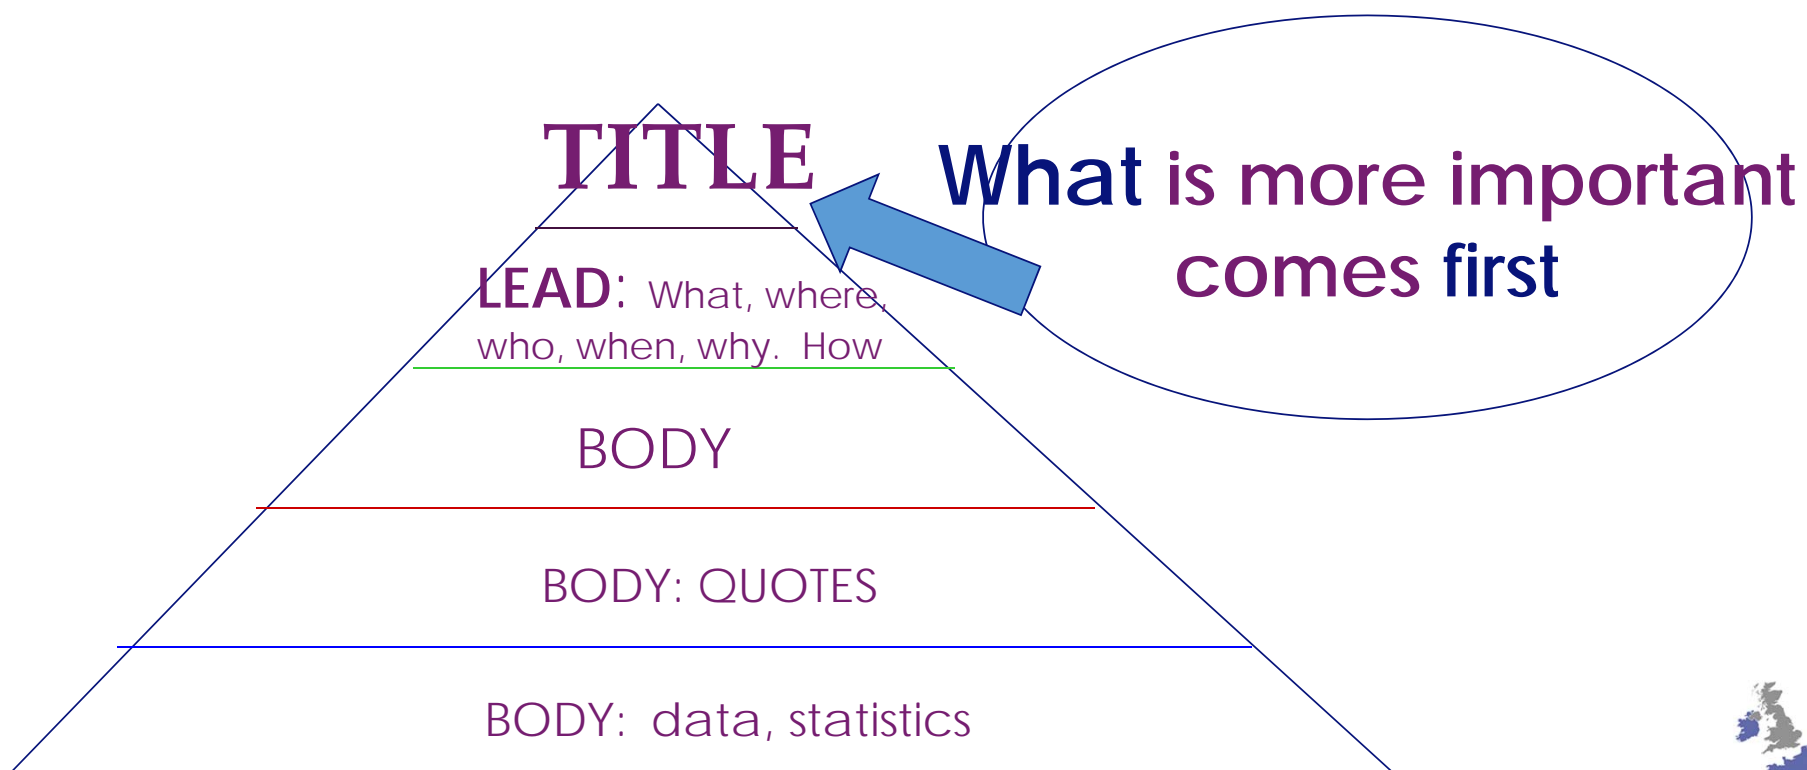 TITLE
What is more important
comes first
LEAD: What, where,
who, when, why. How
BODY
BODY: QUOTES
BODY: data, statistics